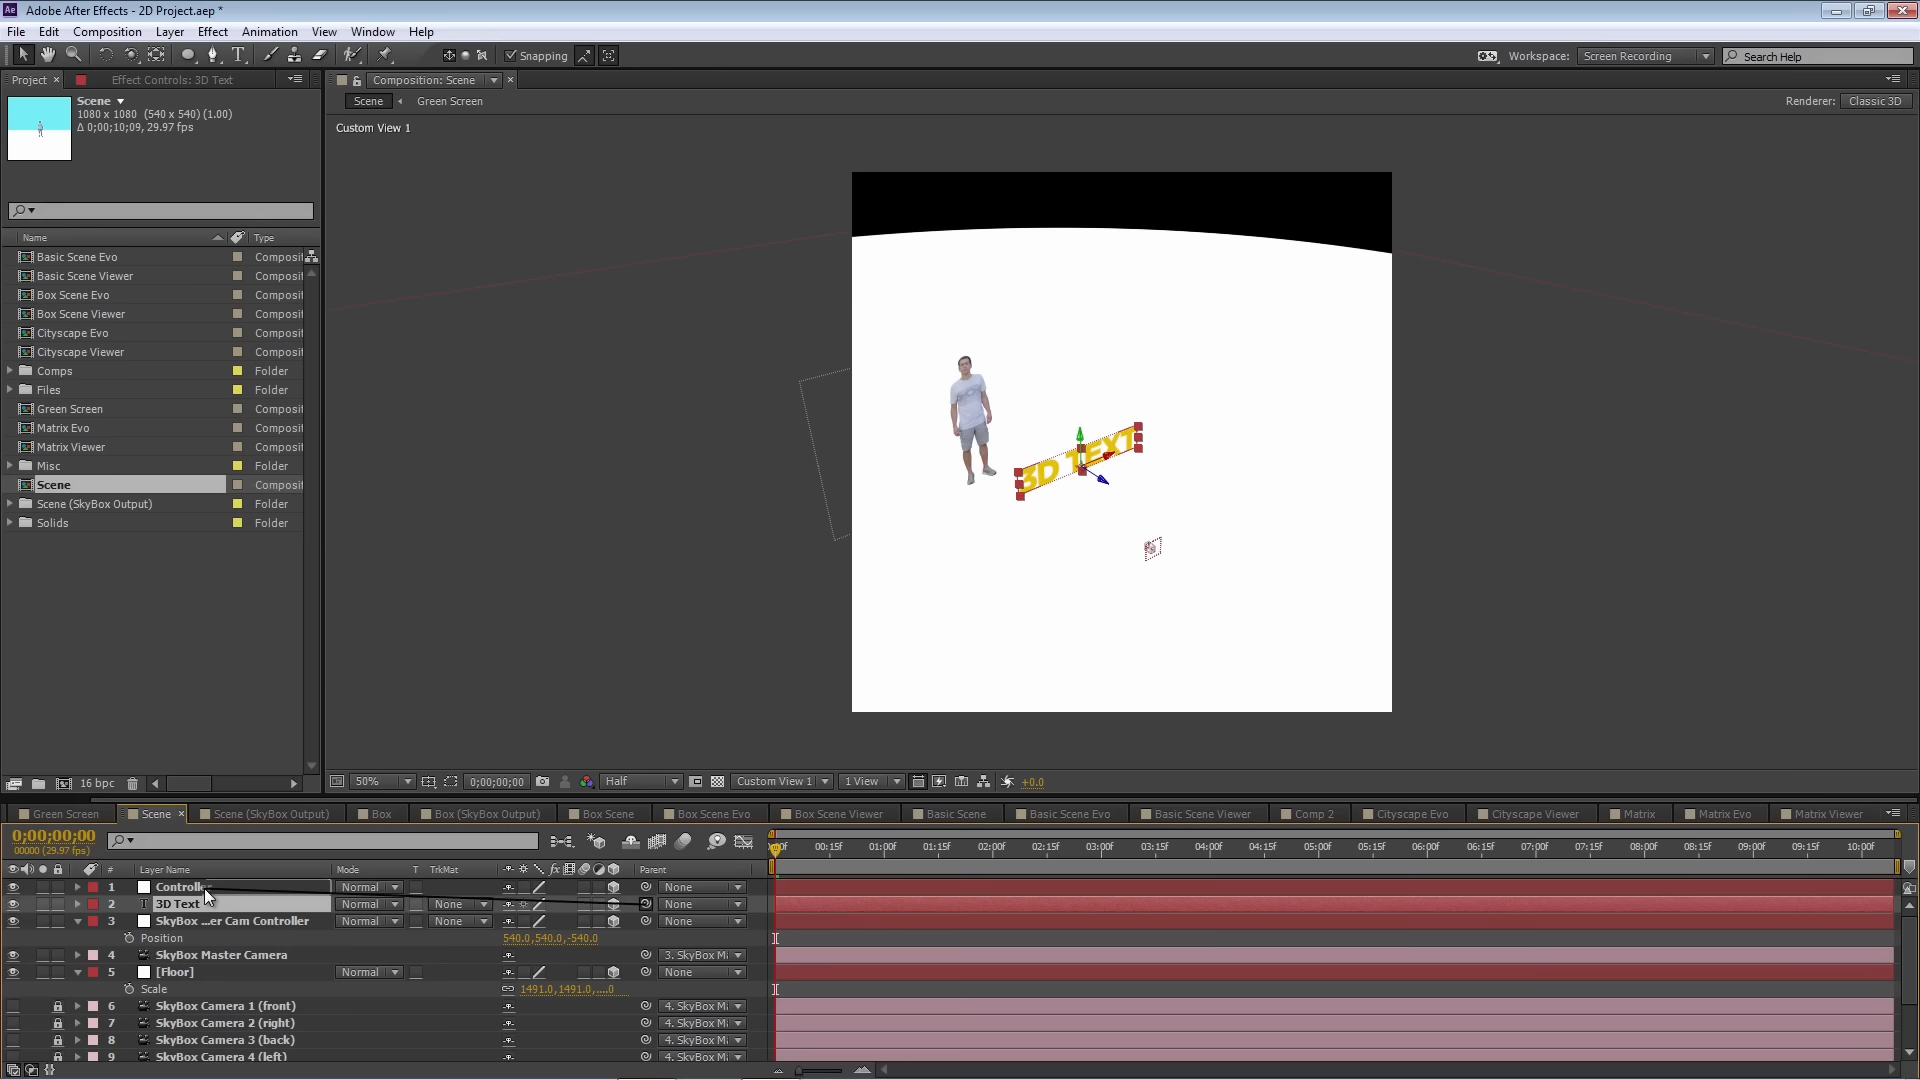 Adobe After Effects - 2D Project.aep *
File Edit Composition Layer Effect Animation View Window Help
Snapping
Workspace: Screen Recording
Search Help
Project Effect Controls: 3D Text
Composition: Scene
Scene
1080 x 1080 (540 x 540) (1.00)
Δ 0;00;10;09, 29.97 fps
Scene Green Screen
Renderer: Classic 3D
Custom View 1
3D TEXT
Name Type
Basic Scene Evo Composit
Basic Scene Viewer Composit
Box Scene Evo Composit
Box Scene Viewer Composit
Cityscape Evo Composit
Cityscape Viewer Composit
Comps Folder
Files Folder
Green Screen Composit
Matrix Evo Composit
Matrix Viewer Composit
Misc Folder
Scene Composit
Scene (SkyBox Output) Folder
Solids Folder
16 bpc
50% 0;00;00;00 Half Custom View 1 1 View +0.0
Green Screen Scene Scene (SkyBox Output) Box Box (SkyBox Output) Box Scene Box Scene Evo Box Scene Viewer Basic Scene Basic Scene Evo Basic Scene Viewer Comp 2 Cityscape Evo Cityscape Viewer Matrix Matrix Evo Matrix Viewer
0;00;00;00
00000 (29.97 fps)
00:15f 01:00f 01:15f 02:00f 02:15f 03:00f 03:15f 04:00f 04:15f 05:00f 05:15f 06:00f 06:15f 07:00f 07:15f 08:00f 08:15f 09:00f 09:15f 10:00f
# Layer Name Mode T TrkMat fx Parent
1 Controlle Normal None
2 T 3D Text Normal None None
3 SkyBox ...er Cam Controller Normal None None
Position 540.0,540.0,-540.0
4 SkyBox Master Camera 3. SkyBox Ma
5 [Floor] Normal None
Scale 1491.0,1491.0,....0
6 SkyBox Camera 1 (front) 4. SkyBox Ma
7 SkyBox Camera 2 (right) 4. SkyBox Ma
8 SkyBox Camera 3 (back) 4. SkyBox Ma
9 SkyBox Camera 4 (left) 4. SkyBox Ma